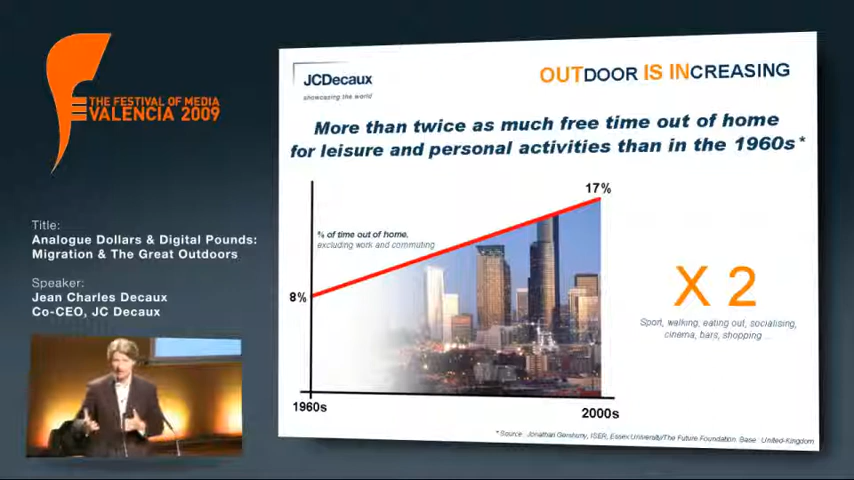 THE FESTIVAL OF MEDIA
VALENCIA 2009
Title:
Analogue Dollars & Digital Pounds:
Migration & The Great Outdoors
Speaker:
Jean Charles Decaux
Co-CEO, JC Decaux
JCDecaux
showcasing the world
OUTDOOR IS INCREASING
More than twice as much free time out of home
for leisure and personal activities than in the 1960s*
17%
% of time out of home,
excluding work and commuting
8%
X 2
Sport, walking, eating out, socialising,
cinema, bars, shopping ...
1960s
2000s
* Source : Jonathan Gershuny, ISER, Essex University/The Future Foundation. Base : United-Kingdom